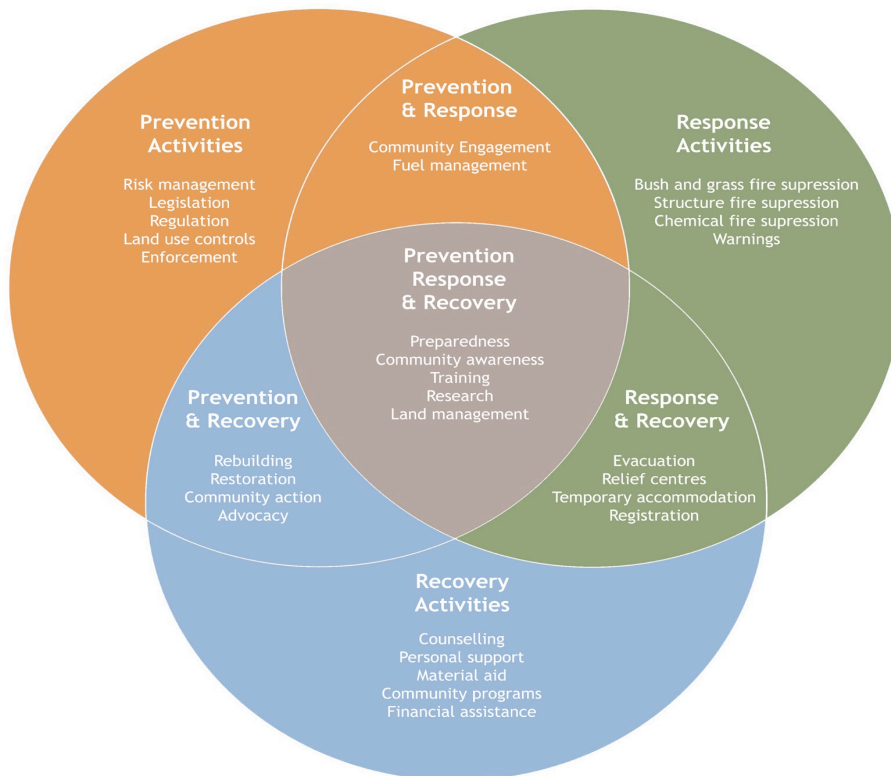 Prevention
Activities
Risk management
Legislation
Regulation
Land use controls
Enforcement
Prevention
& Response
Community Engagement
Fuel management
Response
Activities
Bush and grass fire supression
Structure fire supression
Chemical fire supression
Warnings
Prevention
Response
& Recovery
Preparedness
Community awareness
Training
Research
Land management
Prevention
& Recovery
Rebuilding
Restoration
Community action
Advocacy
Response
& Recovery
Evacuation
Relief centres
Temporary accommodation
Registration
Recovery
Activities
Counselling
Personal support
Material aid
Community programs
Financial assistance